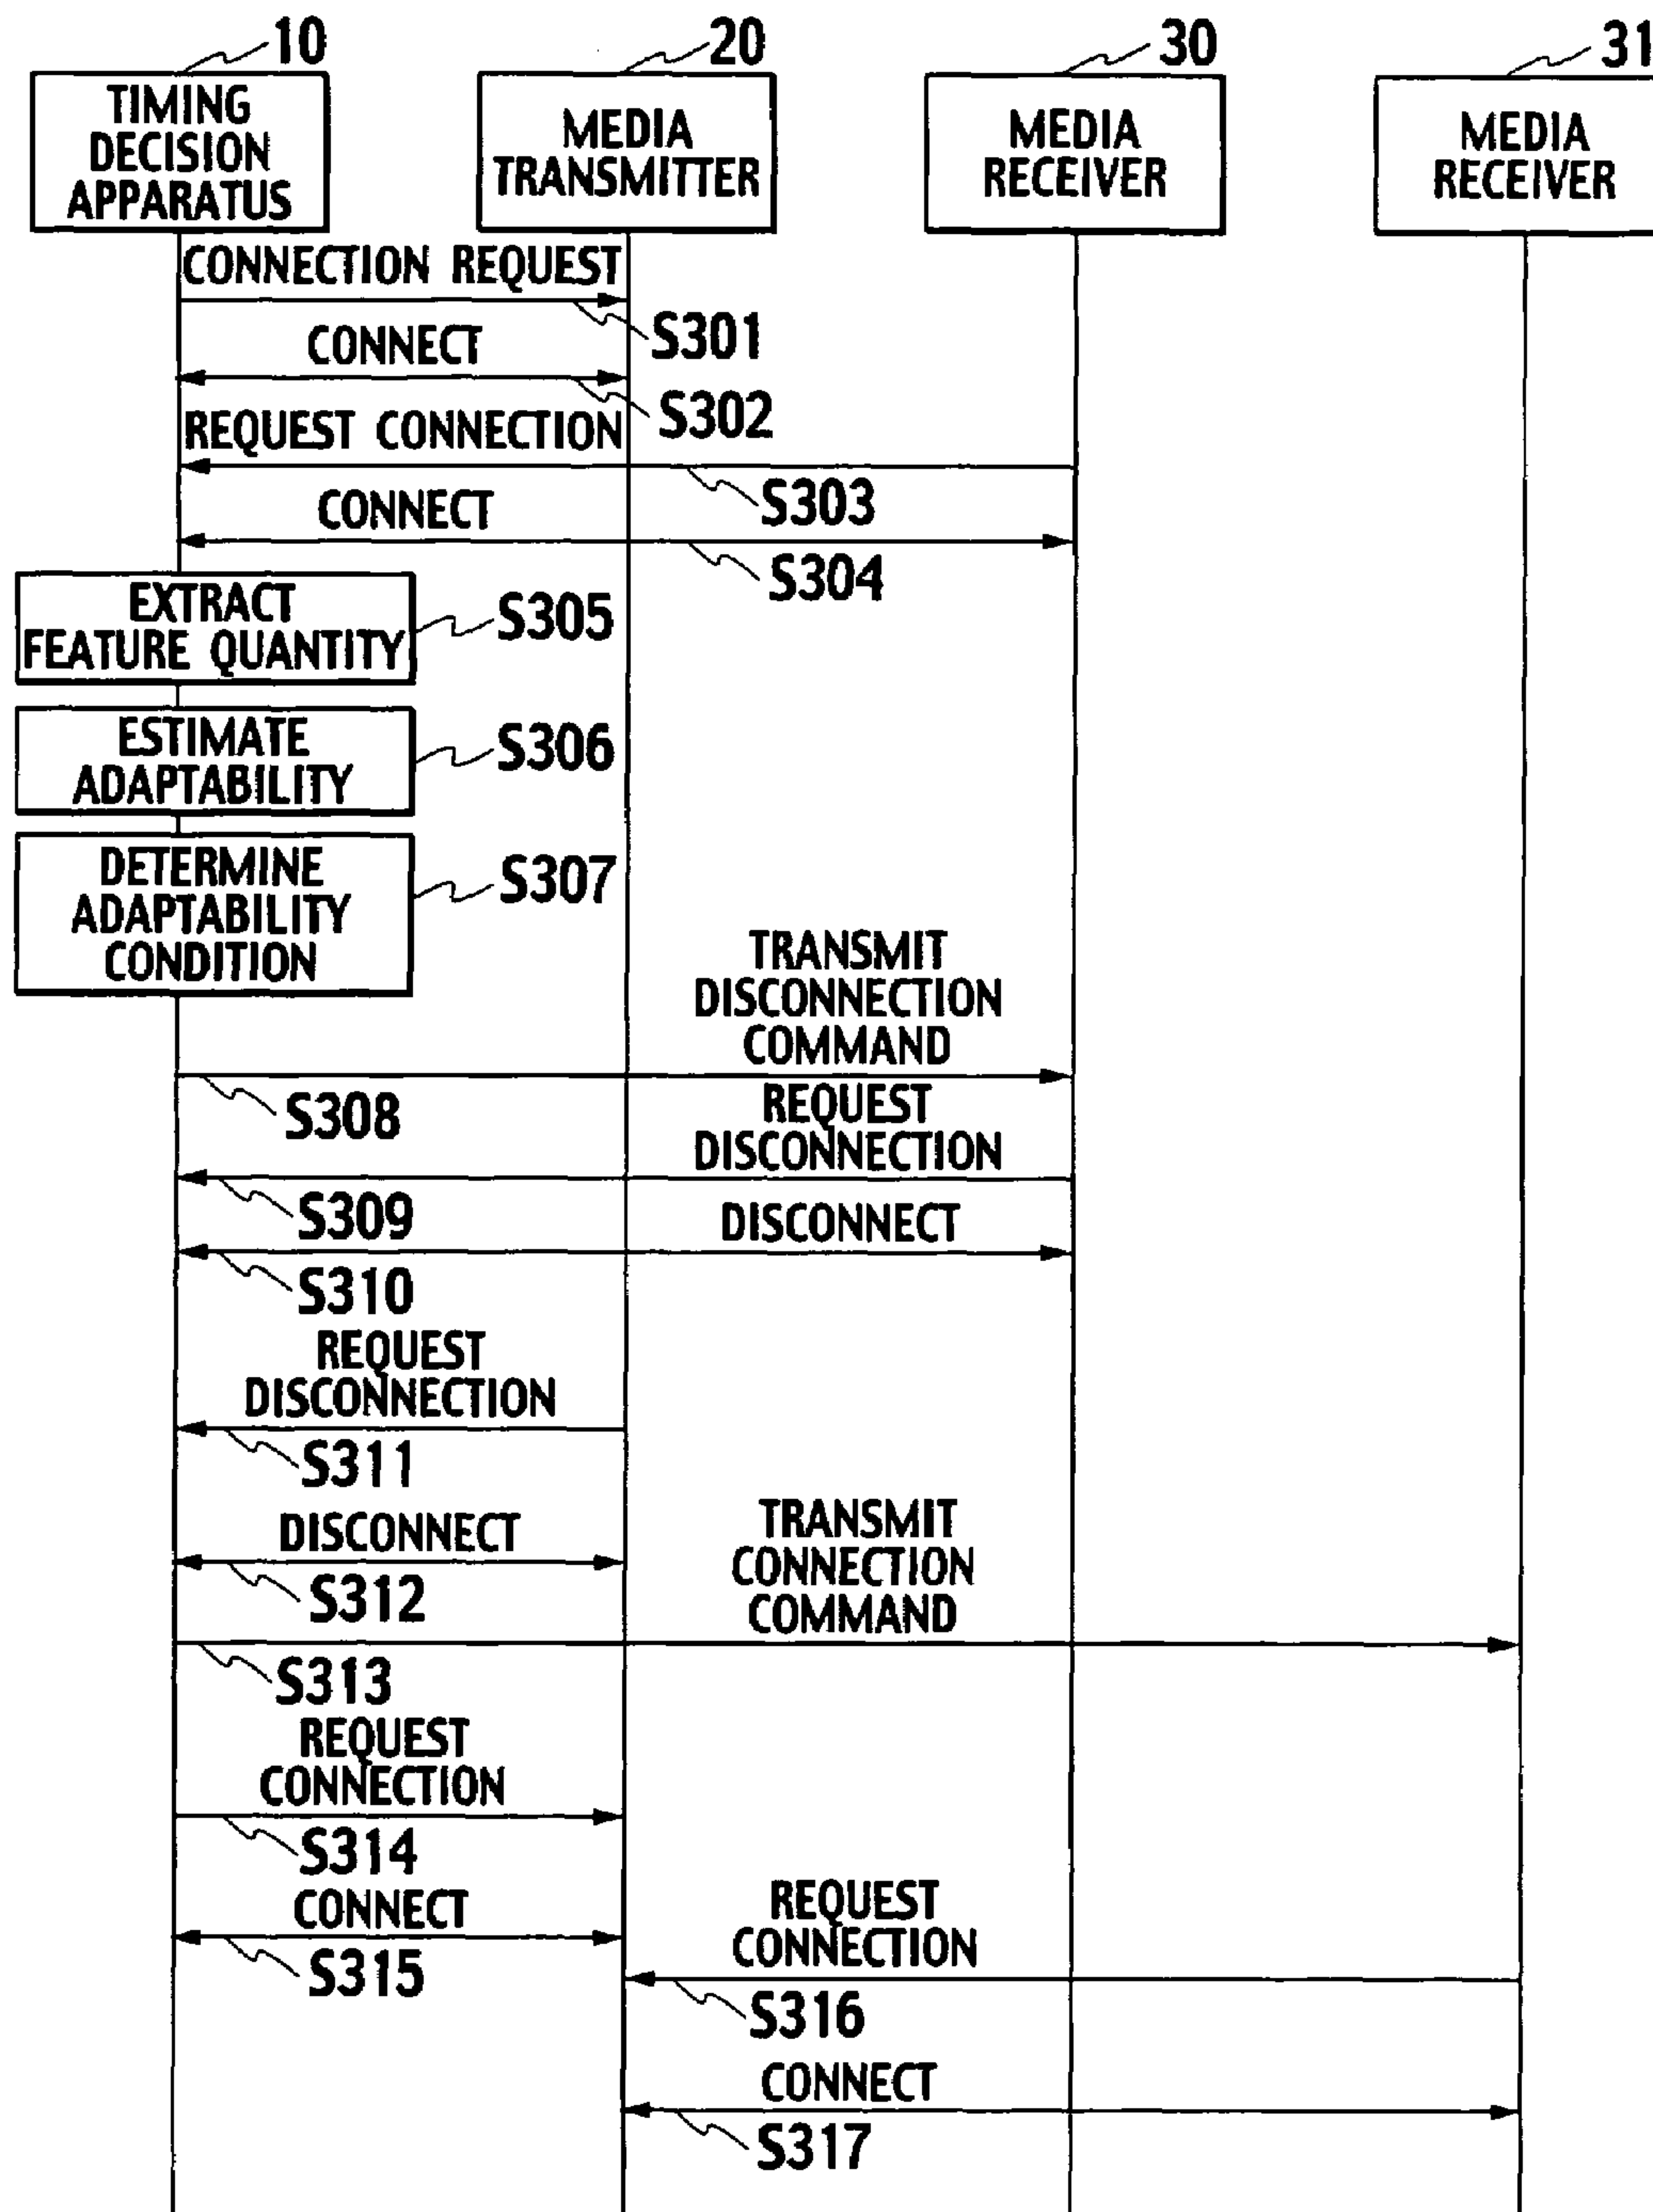 10
20
30
31
TIMING
DECISION
APPARATUS
MEDIA
TRANSMITTER
MEDIA
RECEIVER
MEDIA
RECEIVER
CONNECTION REQUEST
S301
CONNECT
S302
REQUEST CONNECTION
S303
CONNECT
S304
EXTRACT
FEATURE QUANTITY
S305
ESTIMATE
ADAPTABILITY
S306
DETERMINE
ADAPTABILITY
CONDITION
S307
TRANSMIT
DISCONNECTION
COMMAND
S308
REQUEST
DISCONNECTION
S309
DISCONNECT
S310
REQUEST
DISCONNECTION
S311
DISCONNECT
S312
TRANSMIT
CONNECTION
COMMAND
S313
REQUEST
CONNECTION
S314
CONNECT
S315
REQUEST
CONNECTION
S316
CONNECT
S317